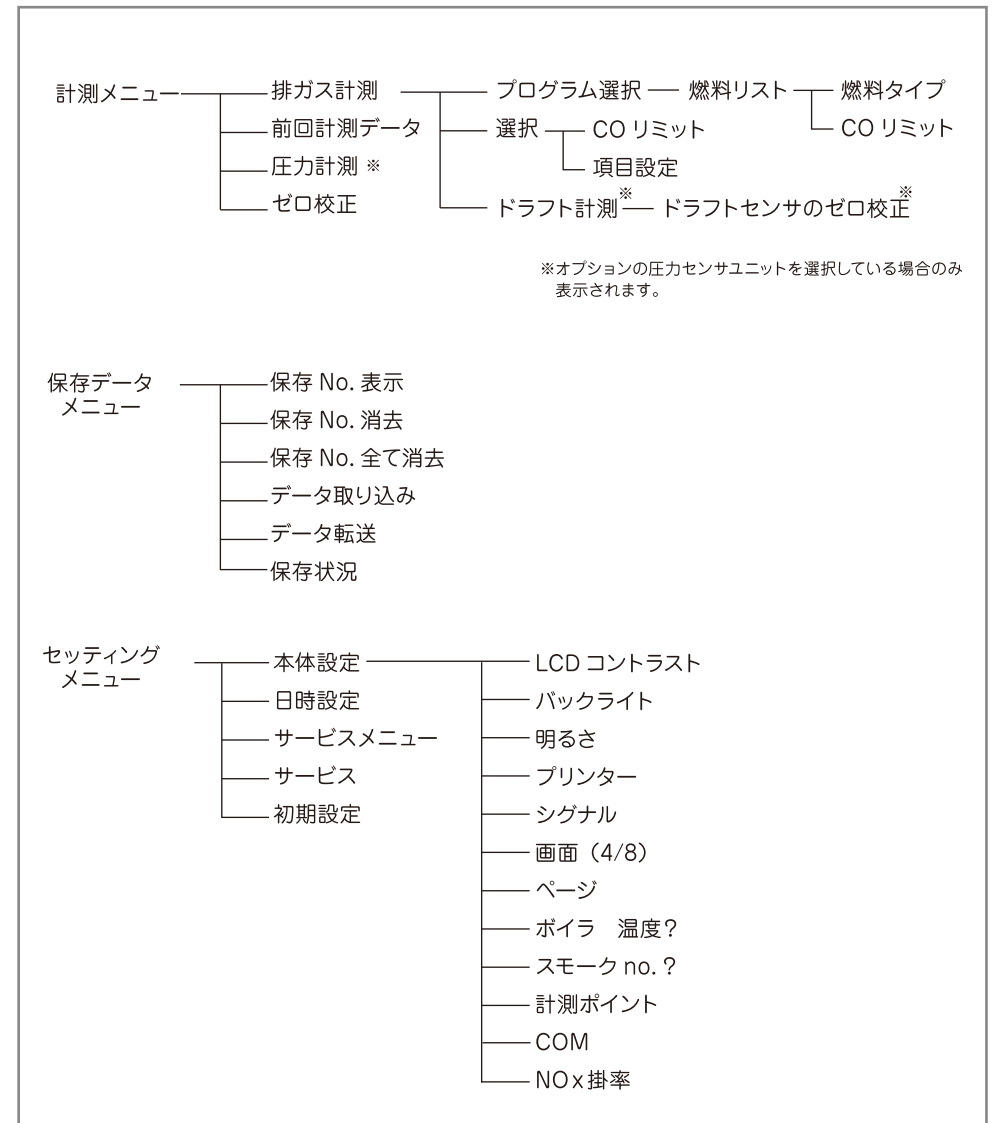 計測メニュー 排ガス計測 プログラム選択 燃料リスト 燃料タイプ
前回計測データ 選択 CO リミット CO リミット
圧力計測 ※ 項目設定
ゼロ校正 ドラフト計測※ ドラフトセンサのゼロ校正※
※オプションの圧力センサユニットを選択している場合のみ
表示されます。
保存データ
メニュー
保存 No. 表示
保存 No. 消去
保存 No. 全て消去
データ取り込み
データ転送
保存状況
セッティング
メニュー
本体設定 LCD コントラスト
日時設定 バックライト
サービスメニュー 明るさ
サービス プリンター
初期設定 シグナル
画面（4/8）
ページ
ボイラ　温度？
スモーク no.？
計測ポイント
COM
NOx掛率